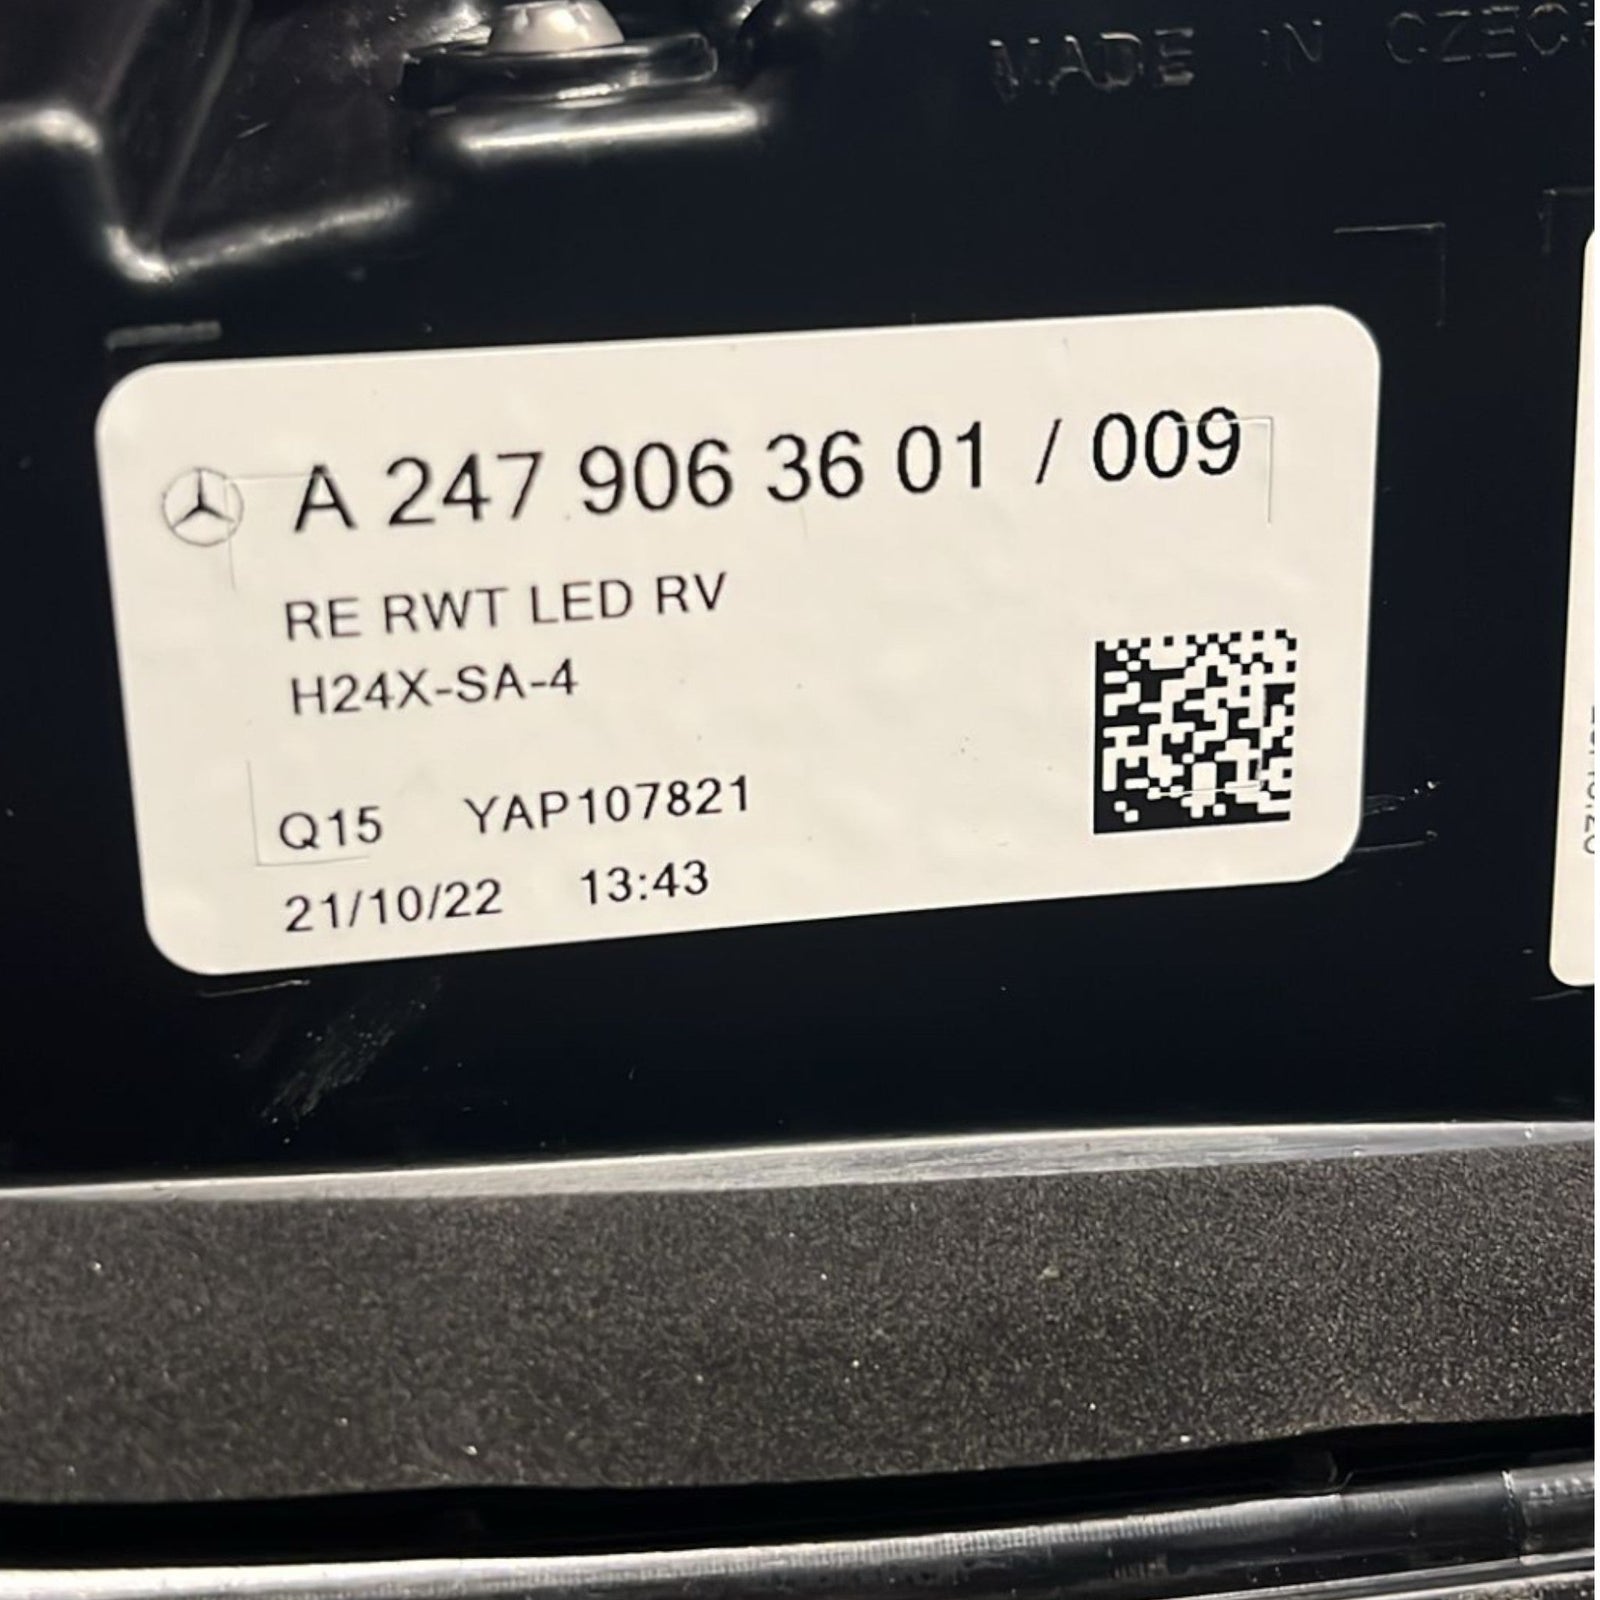 MADE IN CZECH
A 247 906 36 01 / 009
RE RWT LED RV
H24X-SA-4
Q15 YAP107821
21/10/22 13:43